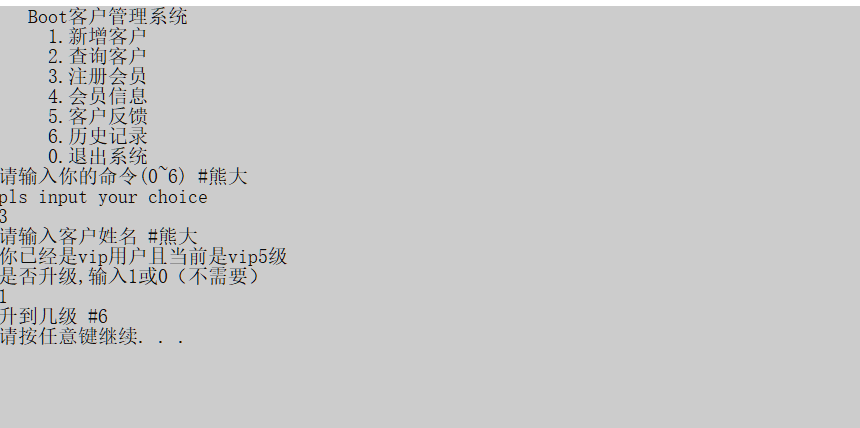 Boot客户管理系统
1.新增客户
2.查询客户
3.注册会员
4.会员信息
5.客户反馈
6.历史记录
0.退出系统
请输入你的命令(0~6) #熊大
pls input your choice
3
请输入客户姓名 #熊大
你已经是vip用户且当前是vip5级
是否升级,输入1或0（不需要）
1
升到几级 #6
请按任意键继续. . .